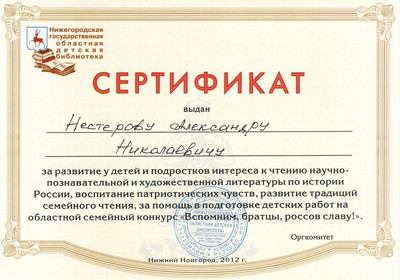 Нижегородская
государственная
областная
детская
библиотека
СЕРТИФИКАТ
выдан
Нестерову Александру
Николаевичу
за развитие у детей и подростков интереса к чтению научно-
познавательной и художественной литературы по истории
России, воспитание патриотических чувств, развитие традиций
семейного чтения, за помощь в подготовке детских работ на
областной семейный конкурс «Вспомним, братцы, россов славу!».
Оргкомитет
Нижний Новгород, 2012 г.